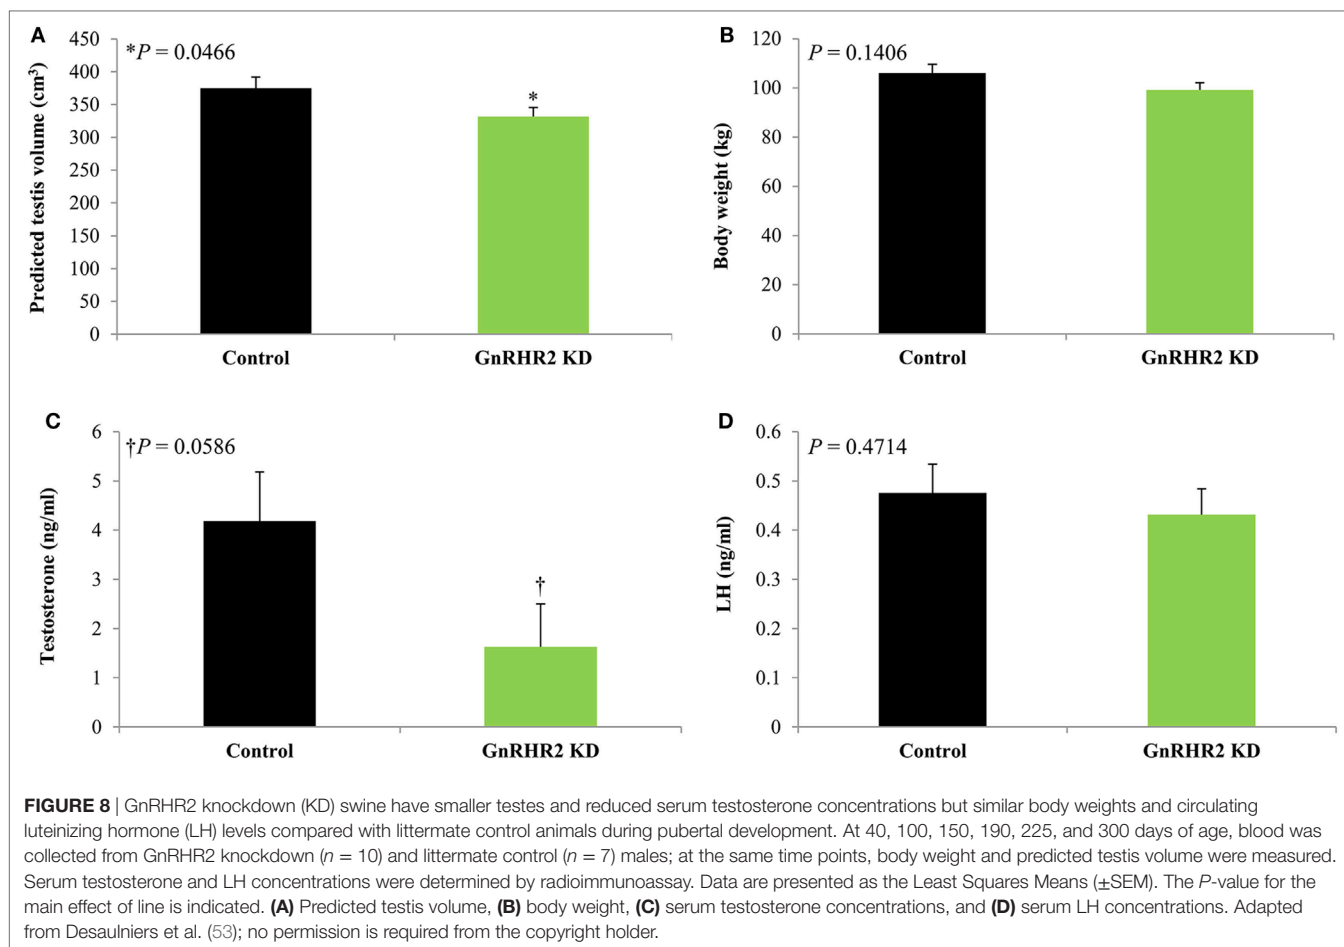 A
Predicted testis volume (cm³)
450
400
350
300
250
200
150
100
50
0
*P = 0.0466
*
Control
GnRHR2 KD
B
Body weight (kg)
120
100
80
60
40
20
0
P = 0.1406
Control
GnRHR2 KD
C
Testosterone (ng/ml)
6
5
4
3
2
1
0
†P = 0.0586
†
Control
GnRHR2 KD
D
LH (ng/ml)
0.6
0.5
0.4
0.3
0.2
0.1
0
P = 0.4714
Control
GnRHR2 KD
FIGURE 8 | GnRHR2 knockdown (KD) swine have smaller testes and reduced serum testosterone concentrations but similar body weights and circulating
luteinizing hormone (LH) levels compared with littermate control animals during pubertal development. At 40, 100, 150, 190, 225, and 300 days of age, blood was
collected from GnRHR2 knockdown (n = 10) and littermate control (n = 7) males; at the same time points, body weight and predicted testis volume were measured.
Serum testosterone and LH concentrations were determined by radioimmunoassay. Data are presented as the Least Squares Means (±SEM). The P-value for the
main effect of line is indicated. (A) Predicted testis volume, (B) body weight, (C) serum testosterone concentrations, and (D) serum LH concentrations. Adapted
from Desaulniers et al. (53); no permission is required from the copyright holder.